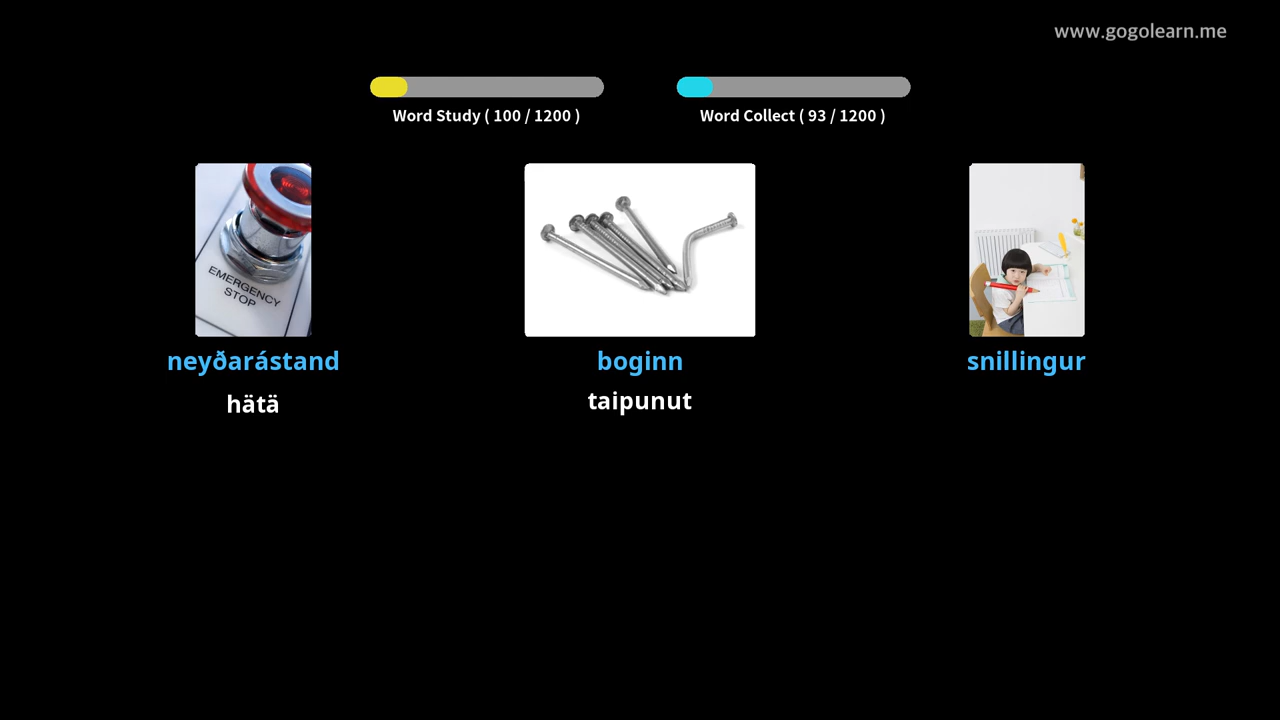 www.gogolearn.me
Word Study ( 100 / 1200 )
Word Collect ( 93 / 1200 )
EMERGENCY
STOP
neyðarástand
boginn
snillingur
hätä
taipunut